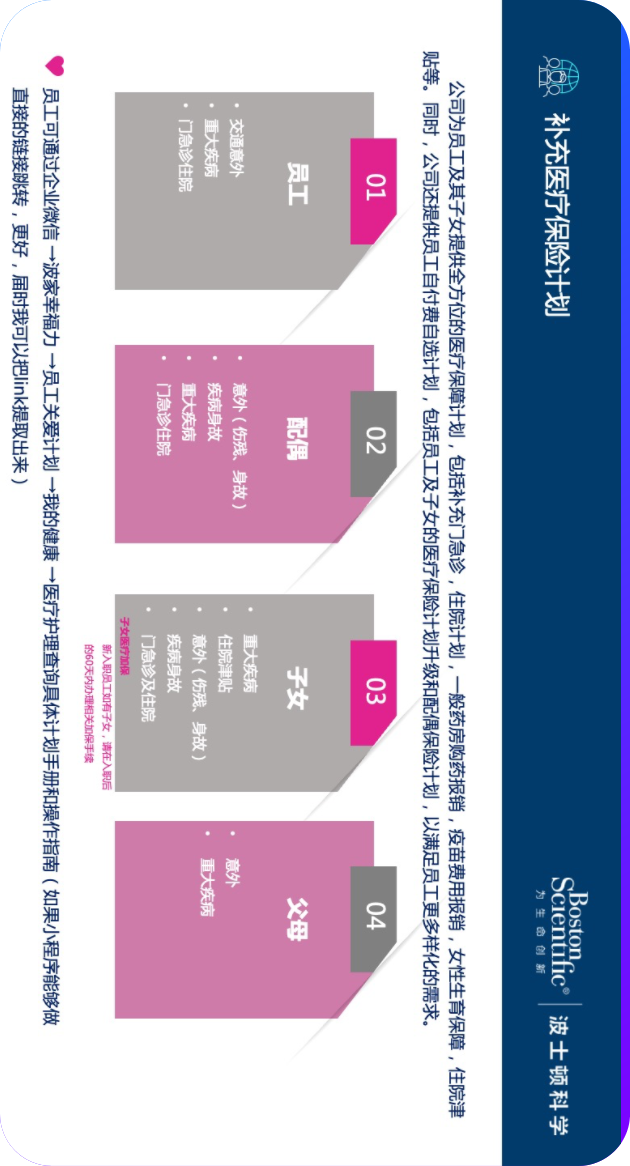 补充医疗保险计划
Boston
Scientific®
为生命创新
波士顿科学
公司为员工及其子女提供全方位的医疗保障计划，包括补充门急诊，住院计划，一般药房购药报销，疫苗费用报销，女性生育保障，住院津
贴等。同时，公司还提供员工自付费自选计划，包括员工及子女的医疗保险计划升级和配偶保险计划，以满足员工更多样化的需求。
01
员工
• 交通意外
• 重大疾病
• 门急诊住院
02
配偶
• 意外（伤残、身故）
• 疾病身故
• 重大疾病
• 门急诊住院
03
子女
• 重大疾病
• 住院津贴
• 意外（伤残、身故）
• 疾病身故
• 门急诊及住院
子女医疗加保
新入职员工如有子女，请在入职后
的60天内办理相关加保手续
04
父母
• 意外
• 重大疾病
员工可通过企业微信→波家幸福力→员工关爱计划→我的健康→医疗护理查询具体计划手册和操作指南（如果小程序能够做
直接的链接跳转，更好，届时我可以把link提取出来）